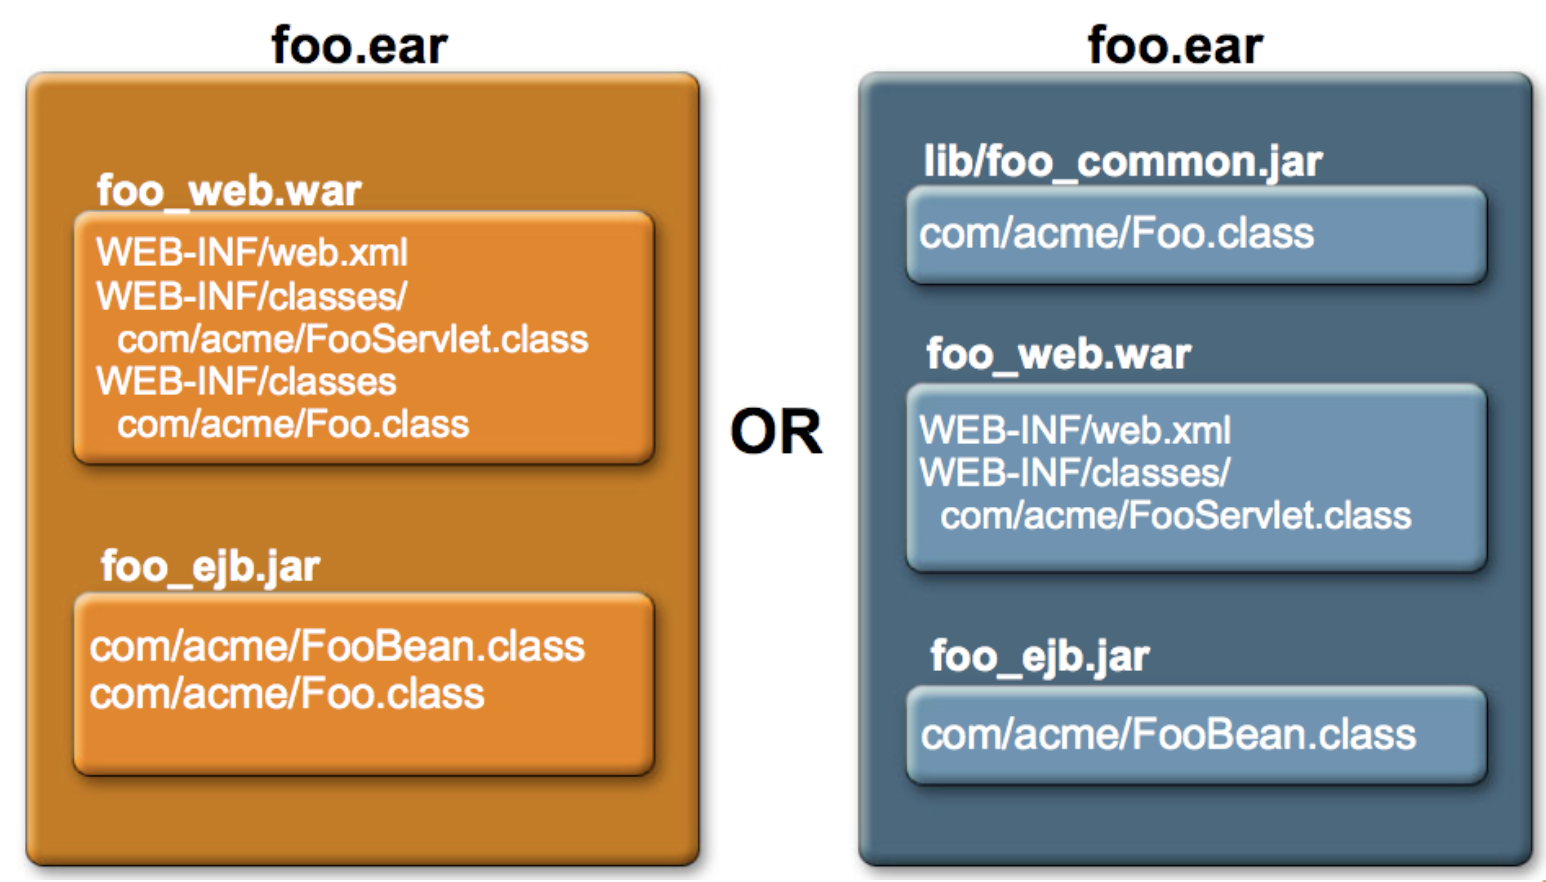 foo.ear
foo_web.war
WEB-INF/web.xml
WEB-INF/classes/
com/acme/FooServlet.class
WEB-INF/classes
com/acme/Foo.class
foo_ejb.jar
com/acme/FooBean.class
com/acme/Foo.class
OR
foo.ear
lib/foo_common.jar
com/acme/Foo.class
foo_web.war
WEB-INF/web.xml
WEB-INF/classes/
com/acme/FooServlet.class
foo_ejb.jar
com/acme/FooBean.class